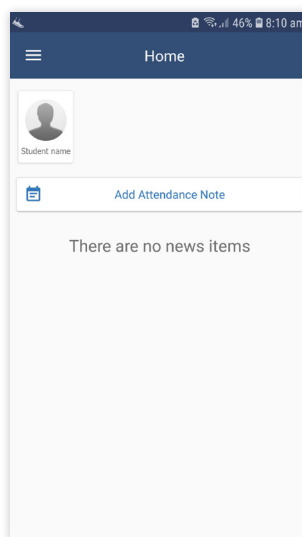 46% 8:10 am
Home
Student name
Add Attendance Note
There are no news items